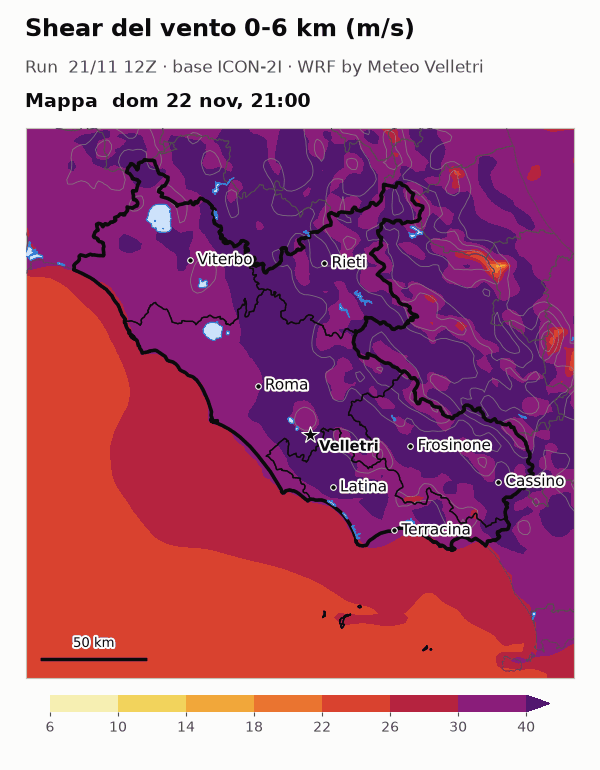 Shear del vento 0-6 km (m/s)
Run 21/11 12Z · base ICON-2I · WRF by Meteo Velletri
Mappa dom 22 nov, 21:00
Viterbo
Rieti
Roma
Velletri
Frosinone
Cassino
Latina
Terracina
50 km
6 10 14 18 22 26 30 40